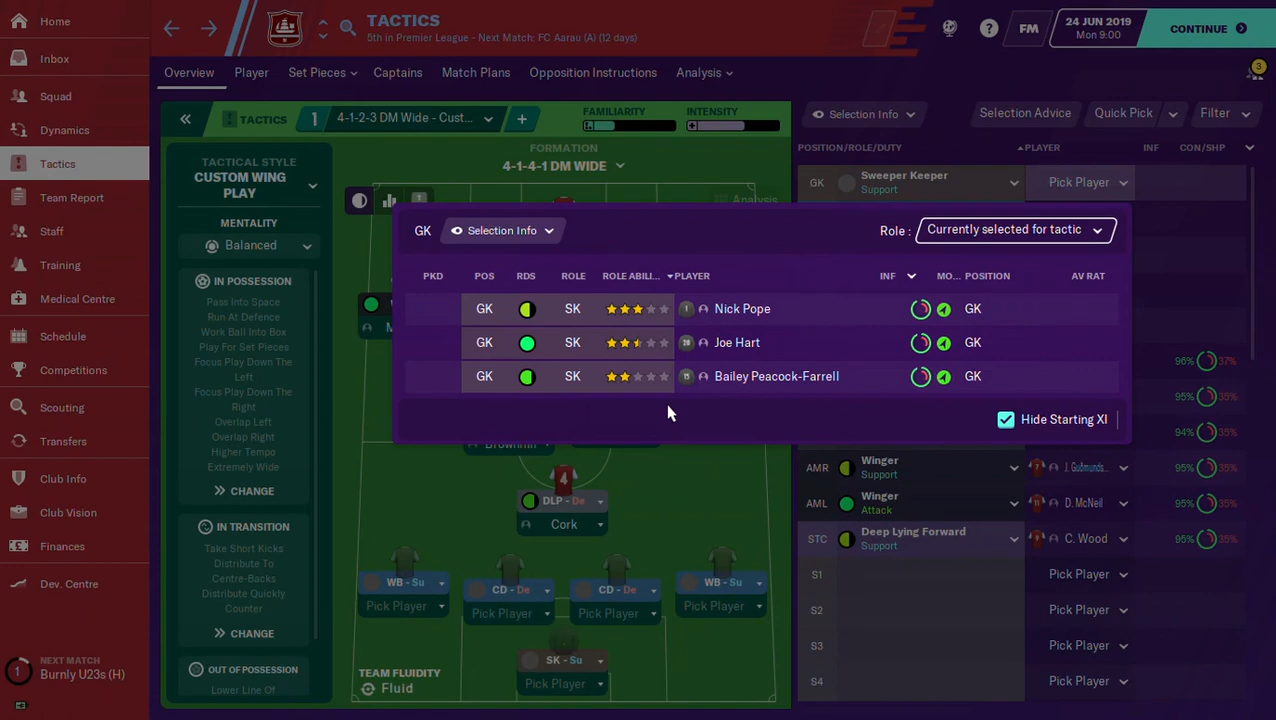 Home
Inbox
Squad
Dynamics
Tactics
Team Report
Staff
Training
Medical Centre
Schedule
Competitions
Scouting
Transfers
Club Info
Club Vision
Finances
Dev. Centre
1
NEXT MATCH
Burnly U23s (H)
TACTICS
5th in Premier League - Next Match: FC Aarau (A) (12 days)
?
FM
24 JUN 2019
Mon 9:00
CONTINUE
3
Overview
Player
Set Pieces
Captains
Match Plans
Opposition Instructions
Analysis
TACTICS
1
4-1-2-3 DM Wide - Cust...
+
FAMILIARITY
INTENSITY
TACTICAL STYLE
CUSTOM WING
PLAY
MENTALITY
Balanced
IN POSSESSION
Pass Into Space
Run At Defence
Work Ball Into Box
Play For Set Pieces
Focus Play Down The
Left
Focus Play Down The
Right
Overlap Left
Overlap Right
Higher Tempo
Extremely Wide
CHANGE
IN TRANSITION
Take Short Kicks
Distribute To
Centre-Backs
Distribute Quickly
Counter
CHANGE
OUT OF POSSESSION
Lower Line Of
FORMATION
4-1-4-1 DM WIDE
Analysis
GK
Selection Info
Role :
Currently selected for tactic
PKD POS RDS ROLE ROLE ABILI... PLAYER INF MO... POSITION AV RAT
GK SK 1 Nick Pope GK
GK SK 20 Joe Hart GK
GK SK 15 Bailey Peacock-Farrell GK
Hide Starting XI
Brownhill
4
DLP - De
Cork
WB - Su
Pick Player
CD - De
Pick Player
CD - De
Pick Player
WB - Su
Pick Player
SK - Su
Pick Player
TEAM FLUIDITY
Fluid
Selection Info
Selection Advice
Quick Pick
Filter
POSITION/ROLE/DUTY PLAYER INF CON/SHP
GK Sweeper Keeper Pick Player
Support
96% 37%
95% 35%
94% 35%
AMR Winger 7 J. Guðmunds... 95% 35%
Support
AML Winger 11 D. McNeil 95% 35%
Attack
STC Deep Lying Forward 9 C. Wood 95% 35%
Support
S1 Pick Player
S2 Pick Player
S3 Pick Player
S4 Pick Player